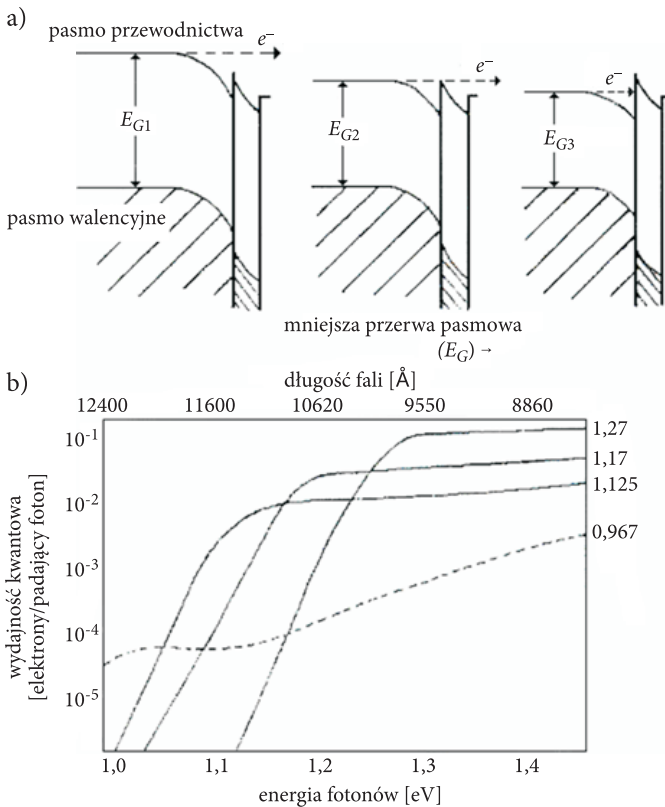 a)
pasmo przewodnictwa
e⁻
e⁻
e⁻
E_G1
E_G2
E_G3
pasmo walencyjne
mniejsza przerwa pasmowa
(E_G) →
b)
długość fali [Å]
12400 11600 10620 9550 8860
wydajność kwantowa
[elektrony/padający foton]
10⁻¹
10⁻²
10⁻³
10⁻⁴
10⁻⁵
1,27
1,17
1,125
0,967
1,0 1,1 1,2 1,3 1,4
energia fotonów [eV]